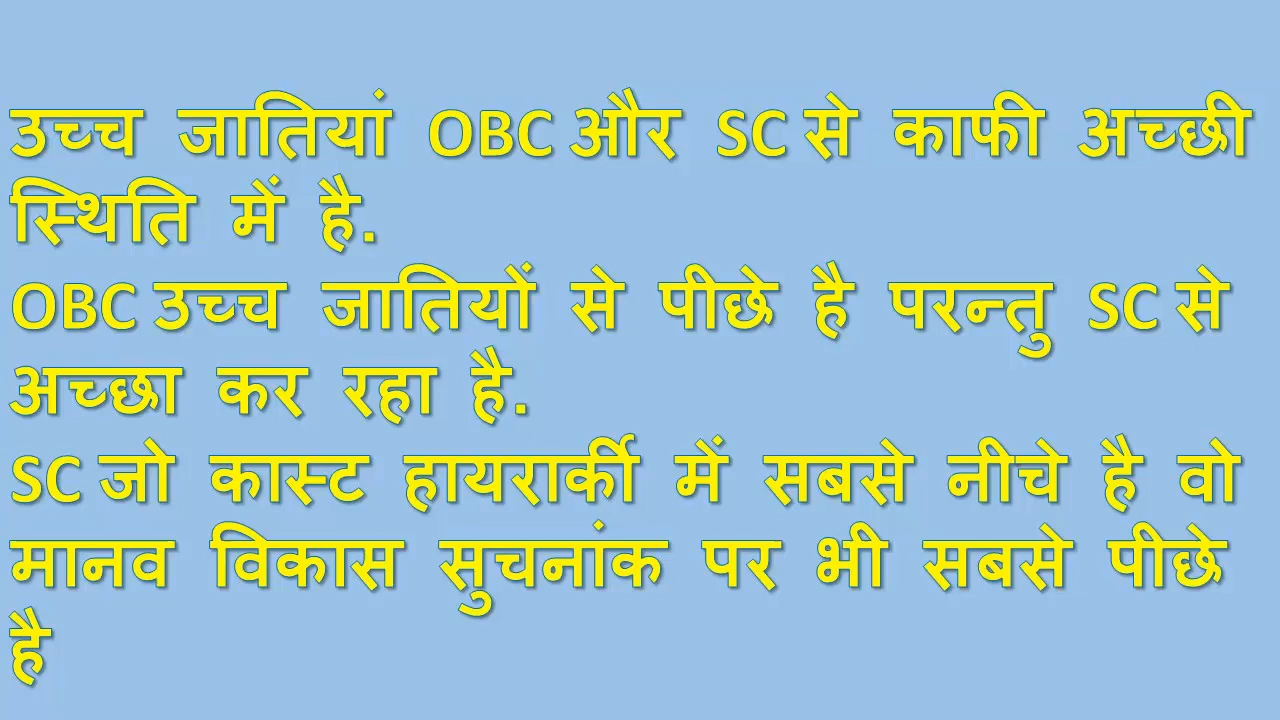 उच्च जातियां OBC और SC से काफी अच्छी
स्थिति में है.
OBC उच्च जातियों से पीछे है परन्तु SC से
अच्छा कर रहा है.
SC जो कास्ट हायरार्की में सबसे नीचे है वो
मानव विकास सुचनांक पर भी सबसे पीछे
है